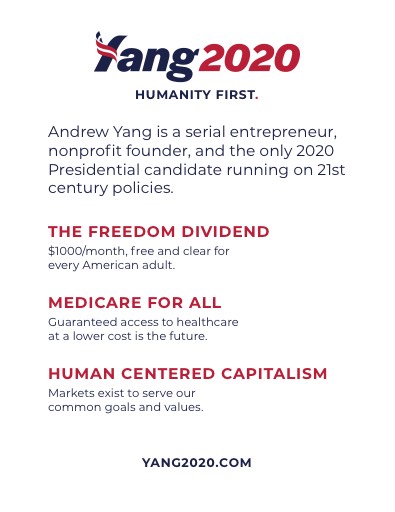 Yang2020
HUMANITY FIRST.
Andrew Yang is a serial entrepreneur,
nonprofit founder, and the only 2020
Presidential candidate running on 21st
century policies.
THE FREEDOM DIVIDEND
$1000/month, free and clear for
every American adult.
MEDICARE FOR ALL
Guaranteed access to healthcare
at a lower cost is the future.
HUMAN CENTERED CAPITALISM
Markets exist to serve our
common goals and values.
YANG2020.COM